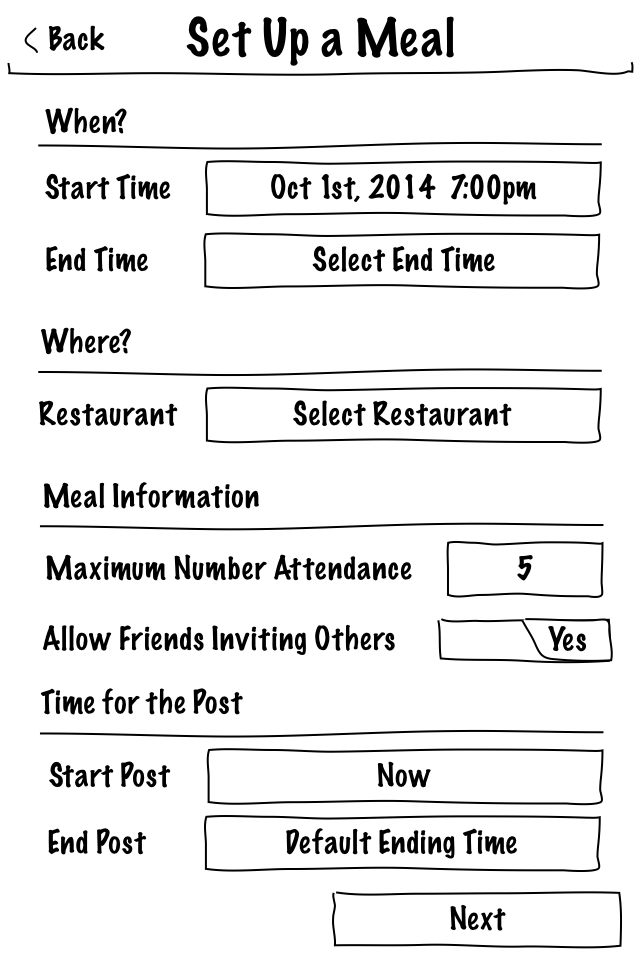 < Back Set Up a Meal
When?
Start Time Oct 1st, 2014 7:00pm
End Time Select End Time
Where?
Restaurant Select Restaurant
Meal Information
Maximum Number Attendance 5
Allow Friends Inviting Others Yes
Time for the Post
Start Post Now
End Post Default Ending Time
Next